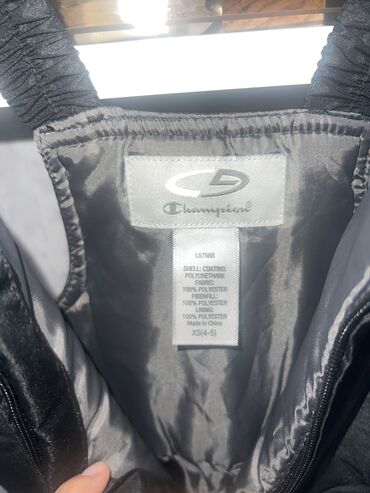 Champion
L5758B
SHELL: COATING:
POLYURETHANE
FABRIC:
100% POLYESTER
FIBERFILL:
100% POLYESTER
LINING:
100% POLYESTER
Made in China
XS(4-5)